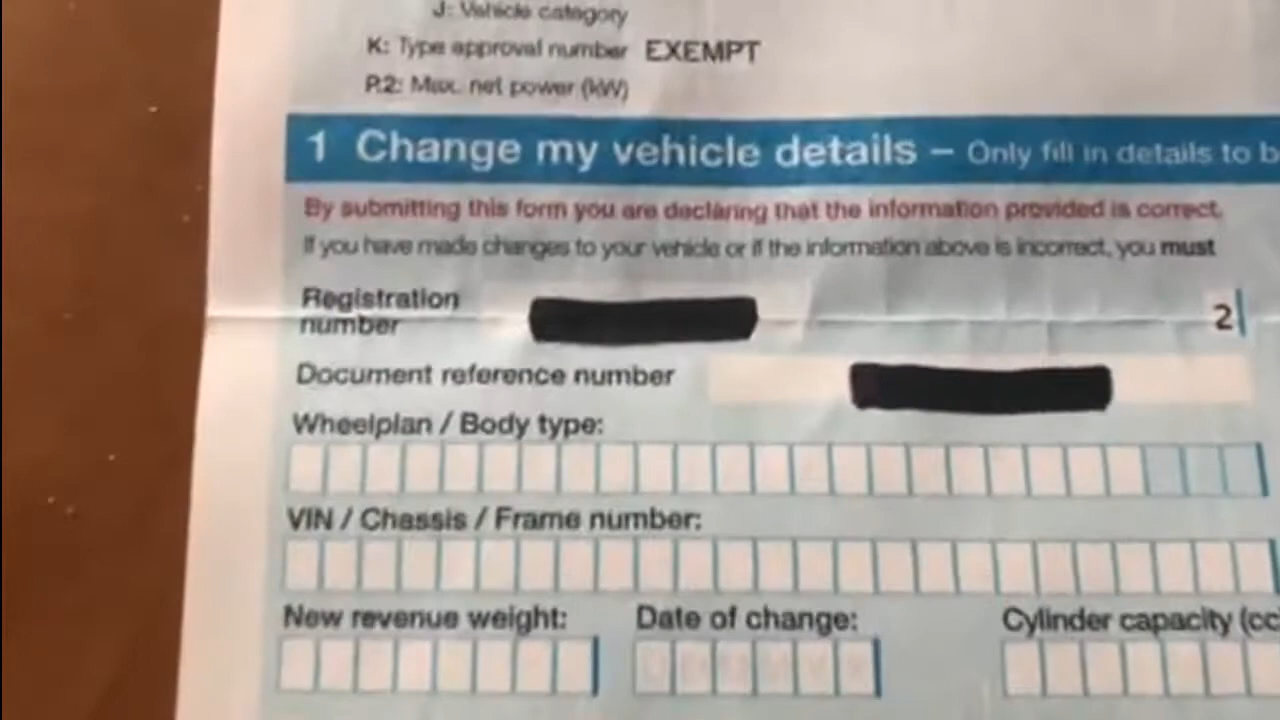 J: Vehicle category
K: Type approval number EXEMPT
P.2: Max. net power (kW)
1 Change my vehicle details – Only fill in details to b
By submitting this form you are declaring that the information provided is correct.
If you have made changes to your vehicle or if the information above is incorrect, you must
Registration
number
2
Document reference number
Wheelplan / Body type:
VIN / Chassis / Frame number:
New revenue weight: Date of change: Cylinder capacity (cc